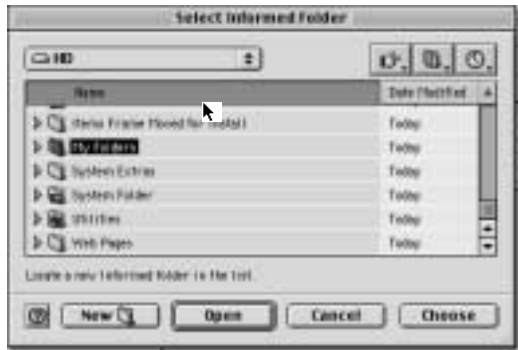 Select Informed Folder
HD
Name Date Modified
Items Frame Moved for Install Today
My Folders Today
System Extras Today
System Folder Today
Utilities Today
Web Pages Today
Locate a new Informed Folder in the list.
New Open Cancel Choose